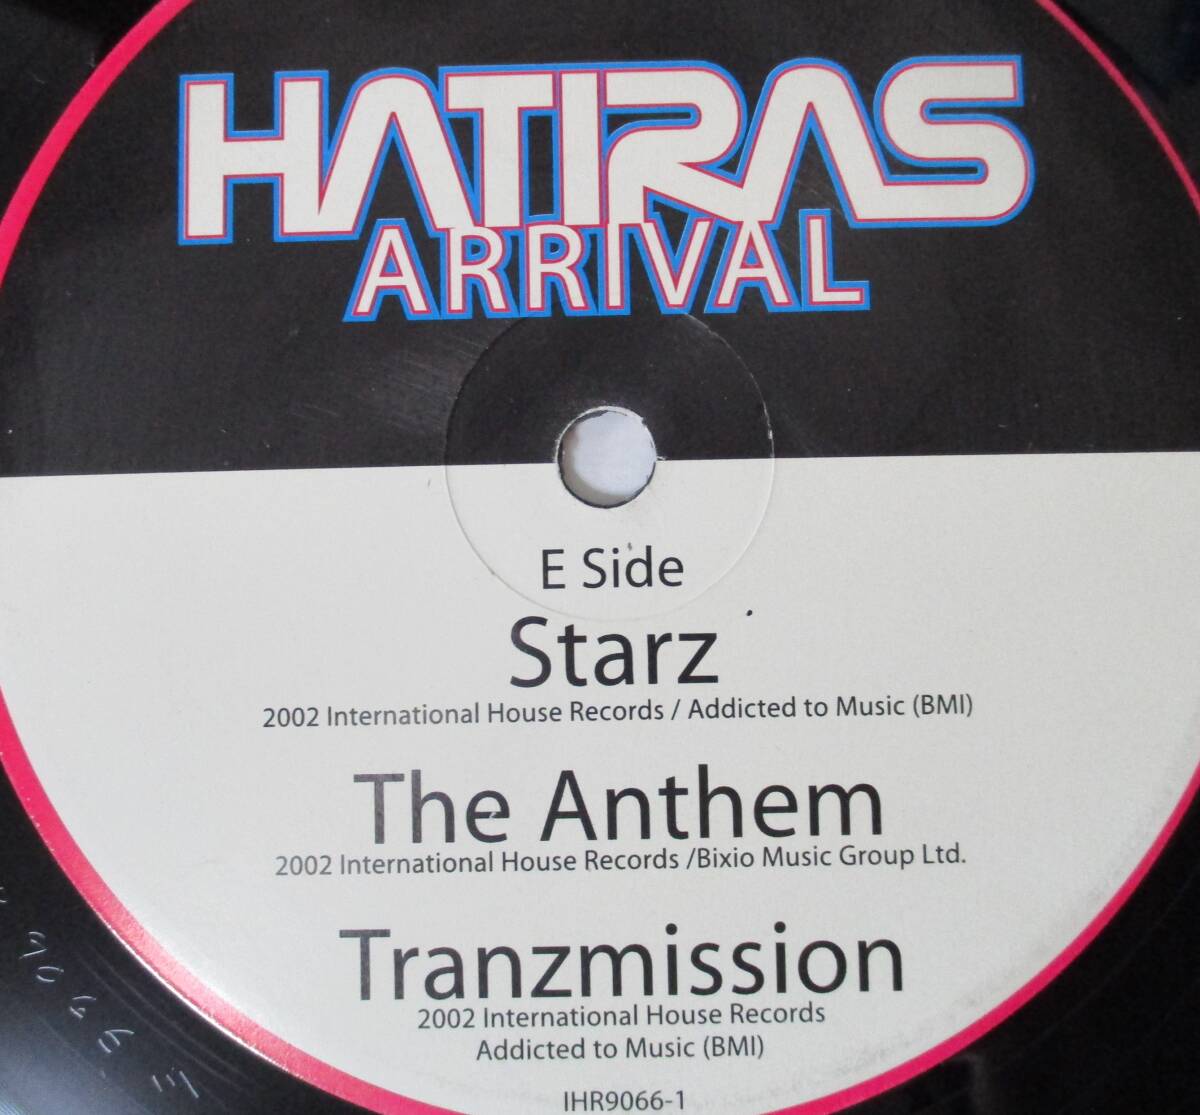 HATIRAS
ARRIVAL
E Side
Starz
2002 International House Records / Addicted to Music (BMI)
The Anthem
2002 International House Records /Bixio Music Group Ltd.
Tranzmission
2002 International House Records
Addicted to Music (BMI)
IHR9066-1